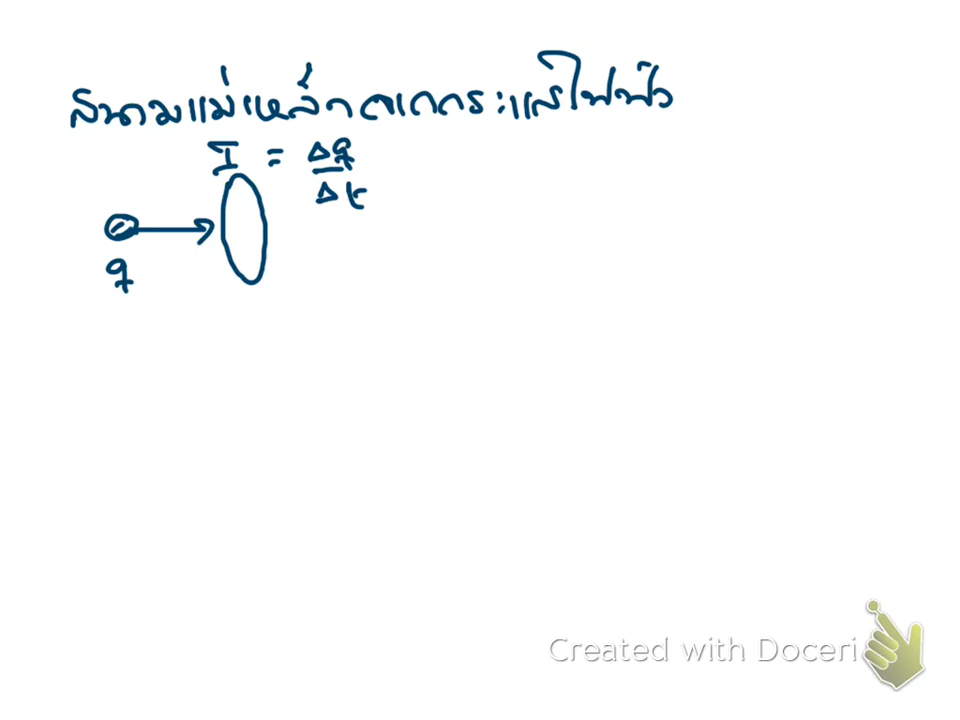 สนามแม่เหล็กจากกระแสไฟฟ้า
I = Δq
Δt
q
Created with Doceri